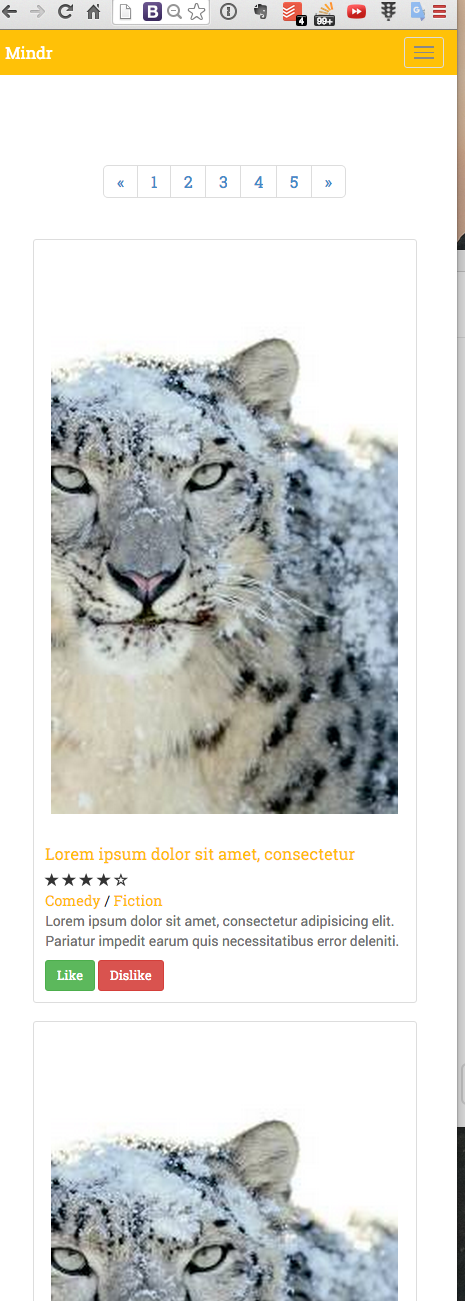 4
99+
Mindr
« 1 2 3 4 5 »
Lorem ipsum dolor sit amet, consectetur
Comedy / Fiction
Lorem ipsum dolor sit amet, consectetur adipisicing elit.
Pariatur impedit earum quis necessitatibus error deleniti.
Like Dislike